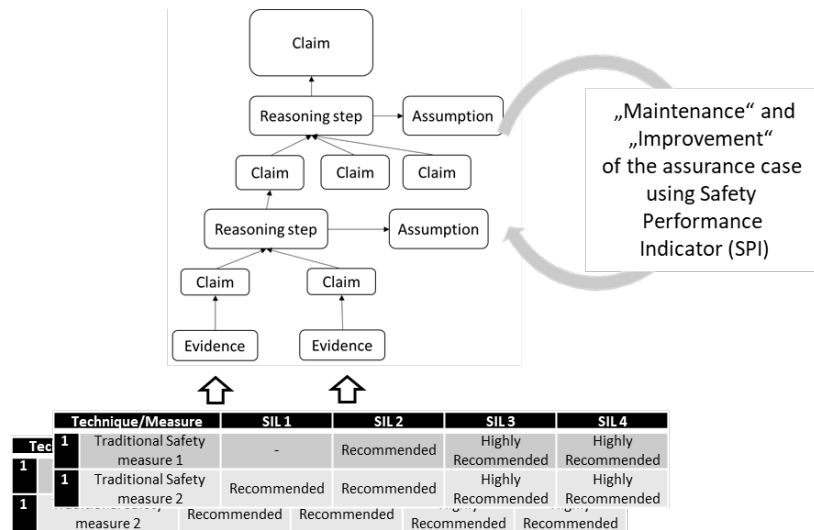 Claim
Reasoning step Assumption
„Maintenance“ and
„Improvement“
of the assurance case
using Safety
Performance
Indicator (SPI)
Claim Claim Claim
Reasoning step Assumption
Claim Claim
Evidence Evidence
Technique/Measure SIL 1 SIL 2 SIL 3 SIL 4
1 Traditional Safety measure 1 - Recommended Highly Recommended Highly Recommended
1 Traditional Safety measure 2 Recommended Recommended Highly Recommended Highly Recommended
1
1
measure 2 Recommended Recommended Recommended Recommended